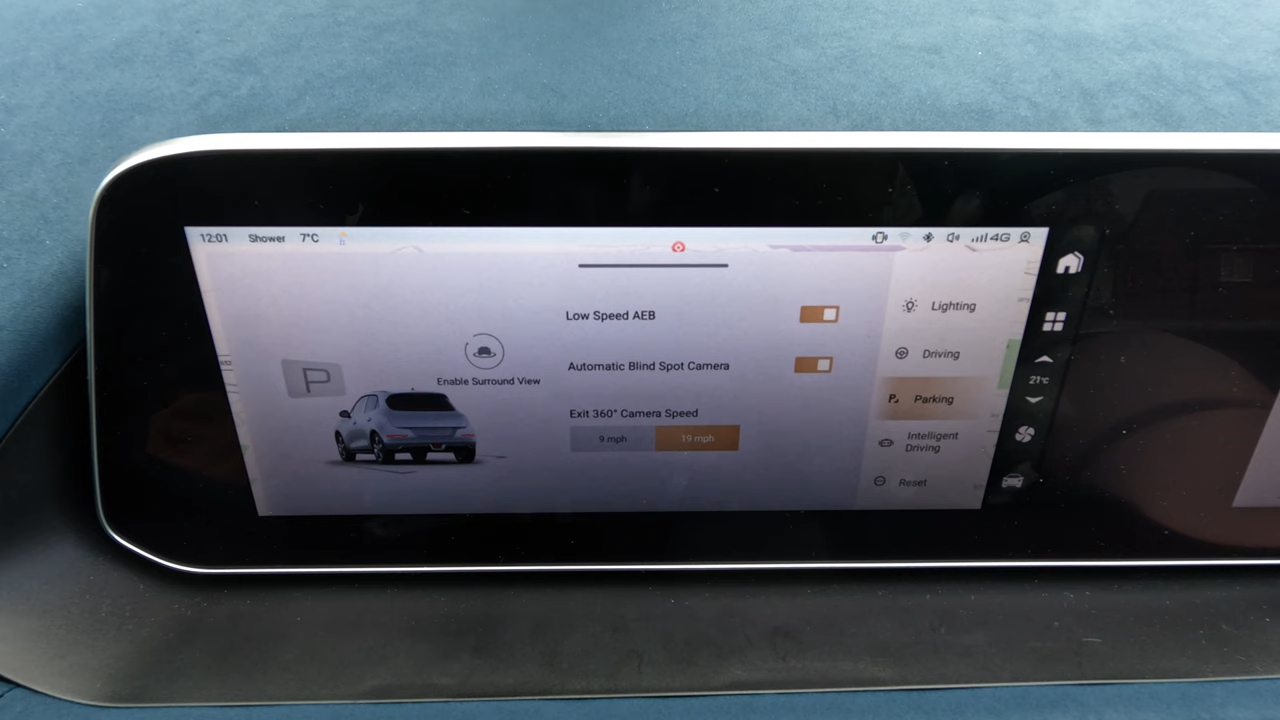 12:01 Shower 7°C 4G
Low Speed AEB
Automatic Blind Spot Camera
Enable Surround View
P
Exit 360° Camera Speed
9 mph 19 mph
Lighting
Driving
Parking
Intelligent
Driving
Reset
21°C